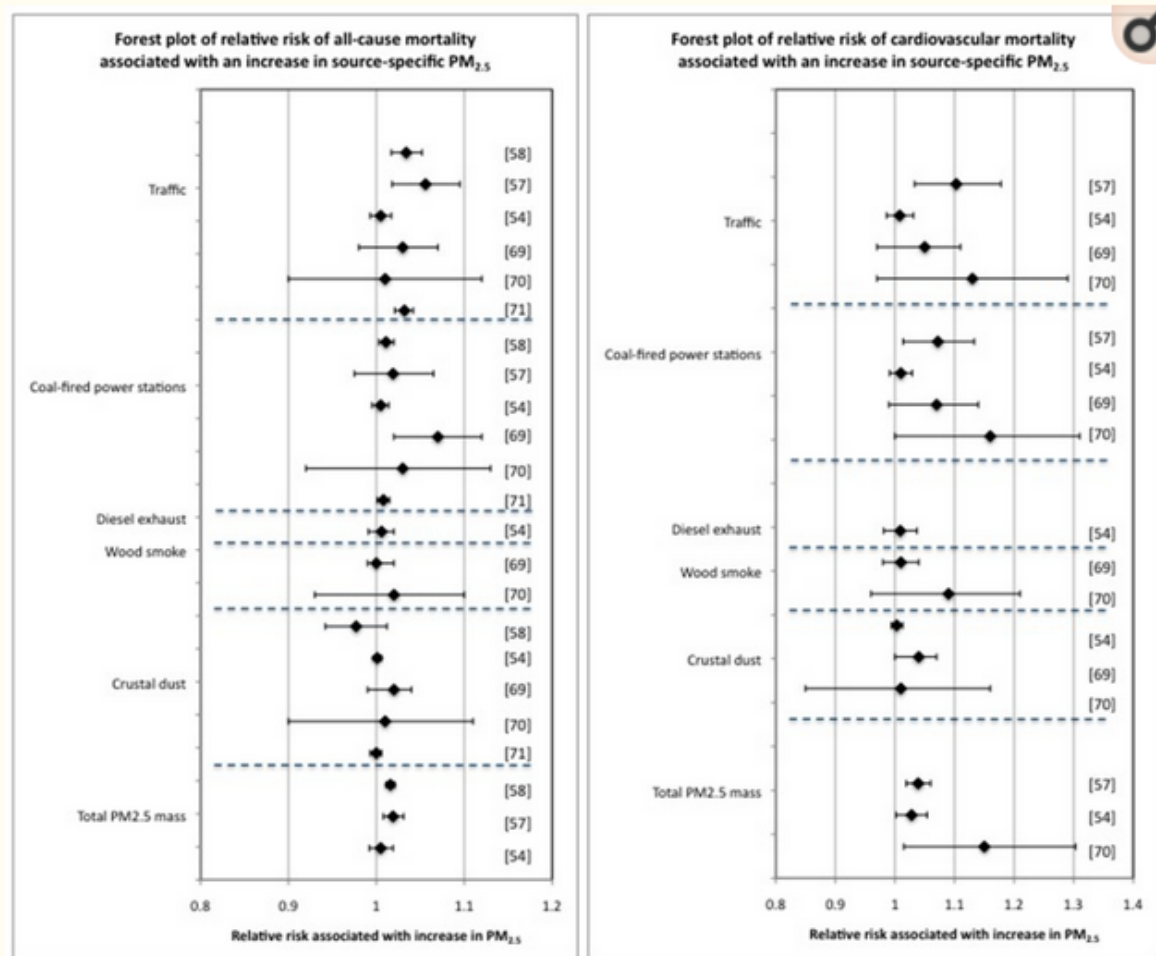 Forest plot of relative risk of all-cause mortality
associated with an increase in source-specific PM2.5
[58]
[57]
Traffic
[54]
[69]
[70]
[71]
[58]
[57]
Coal-fired power stations
[54]
[69]
[70]
[71]
Diesel exhaust
[54]
Wood smoke
[69]
[70]
[58]
[54]
Crustal dust
[69]
[70]
[71]
[58]
Total PM2.5 mass
[57]
[54]
0.8 0.9 1 1.1 1.2
Relative risk associated with increase in PM2.5
Forest plot of relative risk of cardiovascular mortality
associated with an increase in source-specific PM2.5
[57]
Traffic
[54]
[69]
[70]
[57]
Coal-fired power stations
[54]
[69]
[70]
Diesel exhaust
[54]
Wood smoke
[69]
[70]
[54]
Crustal dust
[69]
[70]
Total PM2.5 mass
[57]
[54]
[70]
0.8 0.9 1 1.1 1.2 1.3 1.4
Relative risk associated with increase in PM2.5